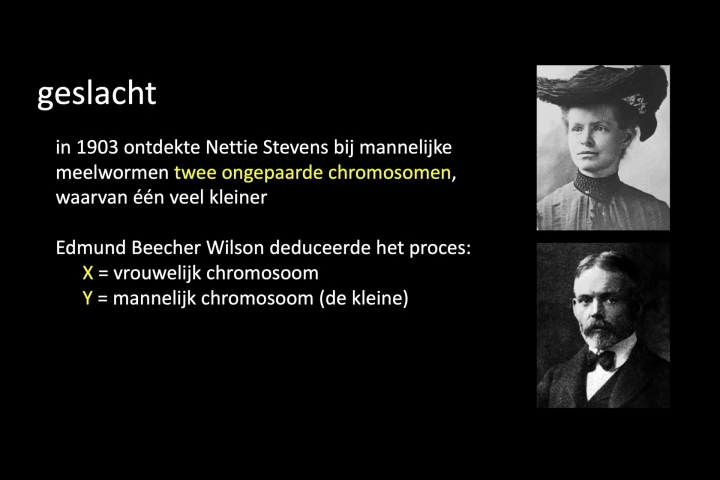 geslacht
in 1903 ontdekte Nettie Stevens bij mannelijke
meelwormen twee ongepaarde chromosomen,
waarvan één veel kleiner
Edmund Beecher Wilson deduceerde het proces:
X = vrouwelijk chromosoom
Y = mannelijk chromosoom (de kleine)